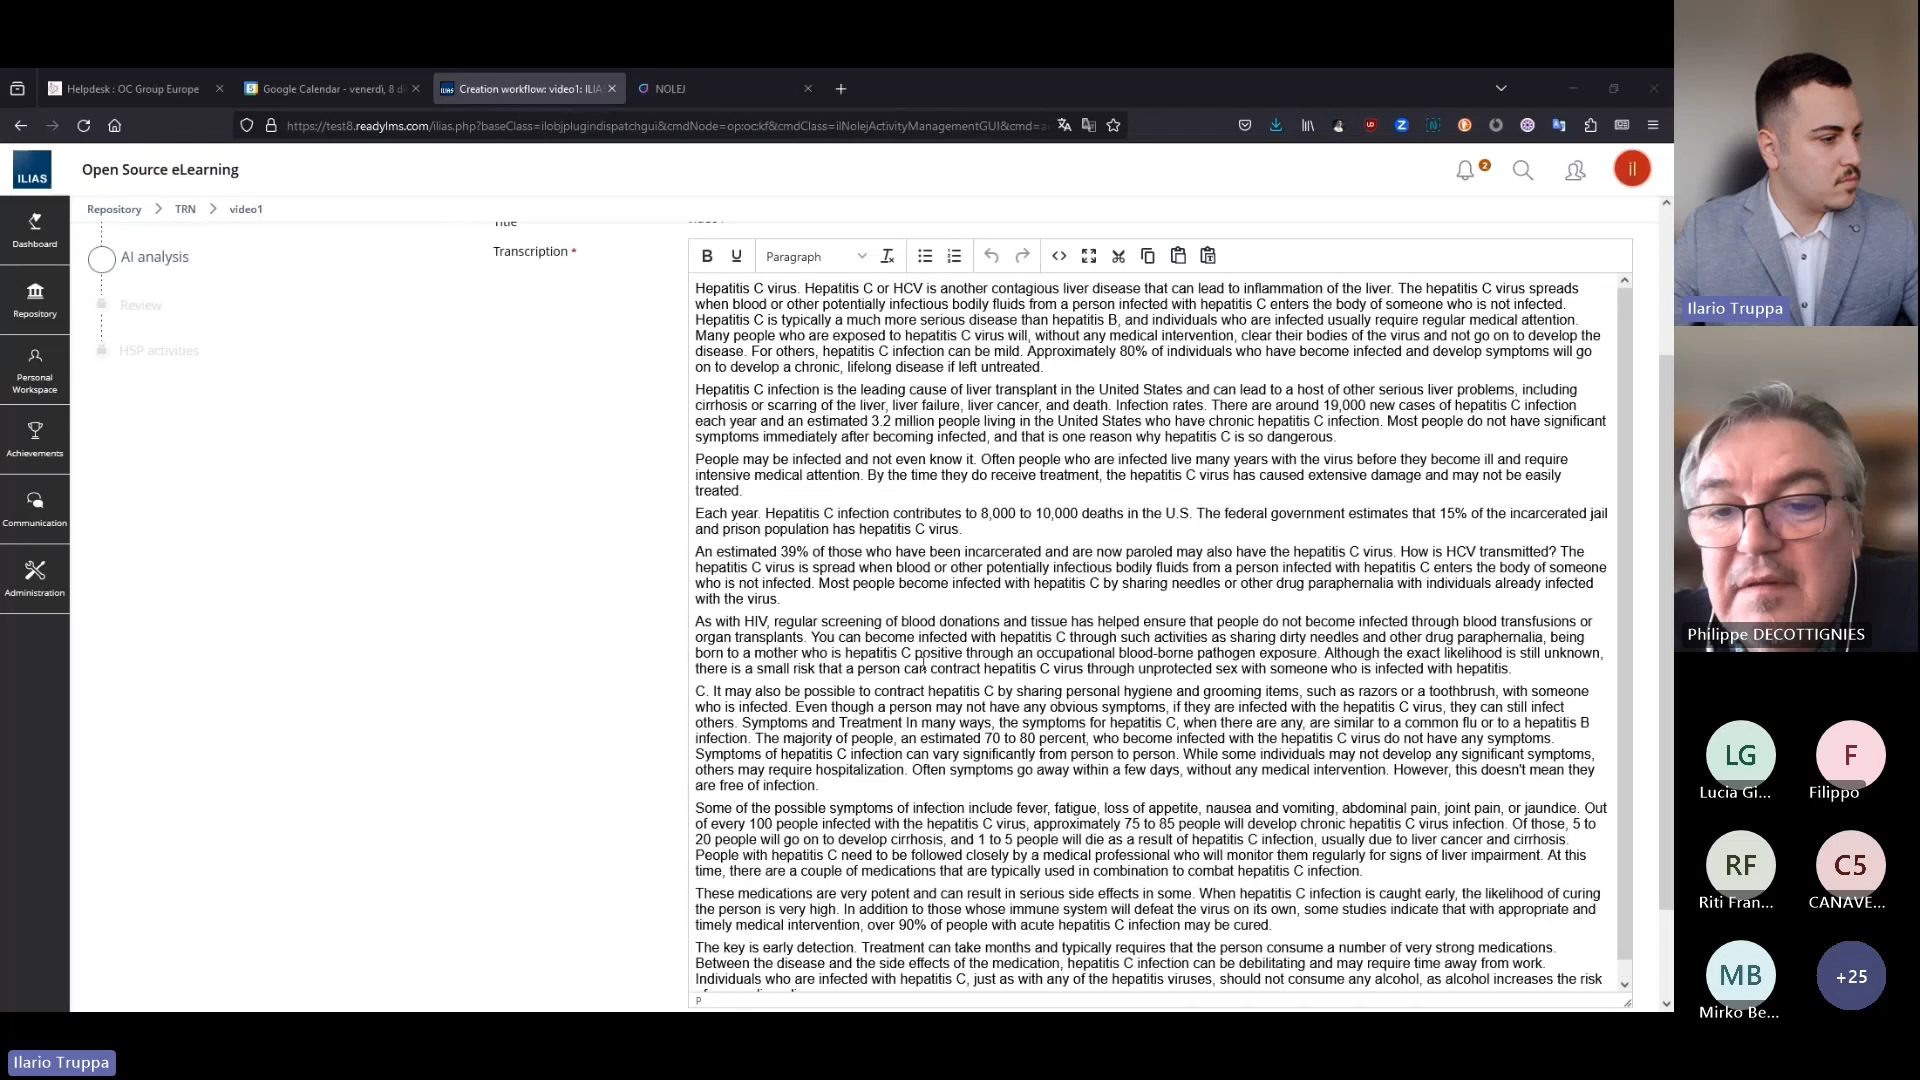 Helpedesk : OC Group Europe
Google Calendar - venerdì, 8 d
Creation workflow: video1: ILIA
NOLEJ
https://test8.readylms.com/ilias.php?baseClass=ilobjplugindispatchgui&cmdNode=op:oc:kf&cmdClass=ilNolejActivityManagementGUI&cmd=a
ILIAS
Open Source eLearning
2
il
Repository
TRN
video1
Dashboard
Repository
Personal Workspace
Achievements
Communication
Administration
AI analysis
Review
H5P activities
Title
Transcription *
B U Paragraph
Hepatitis C virus. Hepatitis C or HCV is another contagious liver disease that can lead to inflammation of the liver. The hepatitis C virus spreads
when blood or other potentially infectious bodily fluids from a person infected with hepatitis C enters the body of someone who is not infected.
Hepatitis C is typically a much more serious disease than hepatitis B, and individuals who are infected usually require regular medical attention.
Many people who are exposed to hepatitis C virus will, without any medical intervention, clear their bodies of the virus and not go on to develop the
disease. For others, hepatitis C infection can be mild. Approximately 80% of individuals who have become infected and develop symptoms will go
on to develop a chronic, lifelong disease if left untreated.
Hepatitis C infection is the leading cause of liver transplant in the United States and can lead to a host of other serious liver problems, including
cirrhosis or scarring of the liver, liver failure, liver cancer, and death. Infection rates. There are around 19,000 new cases of hepatitis C infection
each year and an estimated 3.2 million people living in the United States who have chronic hepatitis C infection. Most people do not have significant
symptoms immediately after becoming infected, and that is one reason why hepatitis C is so dangerous.
People may be infected and not even know it. Often people who are infected live many years with the virus before they become ill and require
intensive medical attention. By the time they do receive treatment, the hepatitis C virus has caused extensive damage and may not be easily
treated.
Each year. Hepatitis C infection contributes to 8,000 to 10,000 deaths in the U.S. The federal government estimates that 15% of the incarcerated jail
and prison population has hepatitis C virus.
An estimated 39% of those who have been incarcerated and are now paroled may also have the hepatitis C virus. How is HCV transmitted? The
hepatitis C virus is spread when blood or other potentially infectious bodily fluids from a person infected with hepatitis C enters the body of someone
who is not infected. Most people become infected with hepatitis C by sharing needles or other drug paraphernalia with individuals already infected
with the virus.
As with HIV, regular screening of blood donations and tissue has helped ensure that people do not become infected through blood transfusions or
organ transplants. You can become infected with hepatitis C through such activities as sharing dirty needles and other drug paraphernalia, being
born to a mother who is hepatitis C positive through an occupational blood-borne pathogen exposure. Although the exact likelihood is still unknown,
there is a small risk that a person can contract hepatitis C virus through unprotected sex with someone who is infected with hepatitis.
C. It may also be possible to contract hepatitis C by sharing personal hygiene and grooming items, such as razors or a toothbrush, with someone
who is infected. Even though a person may not have any obvious symptoms, if they are infected with the hepatitis C virus, they can still infect
others. Symptoms and Treatment In many ways, the symptoms for hepatitis C, when there are any, are similar to a common flu or to a hepatitis B
infection. The majority of people, an estimated 70 to 80 percent, who become infected with the hepatitis C virus do not have any symptoms.
Symptoms of hepatitis C infection can vary significantly from person to person. While some individuals may not develop any significant symptoms,
others may require hospitalization. Often symptoms go away within a few days, without any medical intervention. However, this doesn't mean they
are free of infection.
Some of the possible symptoms of infection include fever, fatigue, loss of appetite, nausea and vomiting, abdominal pain, joint pain, or jaundice. Out
of every 100 people infected with the hepatitis C virus, approximately 75 to 85 people will develop chronic hepatitis C virus infection. Of those, 5 to
20 people will go on to develop cirrhosis, and 1 to 5 people will die as a result of hepatitis C infection, usually due to liver cancer and cirrhosis.
People with hepatitis C need to be followed closely by a medical professional who will monitor them regularly for signs of liver impairment. At this
time, there are a couple of medications that are typically used in combination to combat hepatitis C infection.
These medications are very potent and can result in serious side effects in some. When hepatitis C infection is caught early, the likelihood of curing
the person is very high. In addition to those whose immune system will defeat the virus on its own, some studies indicate that with appropriate and
timely medical intervention, over 90% of people with acute hepatitis C infection may be cured.
The key is early detection. Treatment can take months and typically requires that the person consume a number of very strong medications.
Between the disease and the side effects of the medication, hepatitis C infection can be debilitating and may require time away from work.
Individuals who are infected with hepatitis C, just as with any of the hepatitis viruses, should not consume any alcohol, as alcohol increases the risk
P
Ilario Truppa
Philippe DECOTTIGNIES
LG
Lucia Gi...
F
Filippo
RF
Riti Fran...
C5
CANAVE...
MB
Mirko Be...
+25
Ilario Truppa